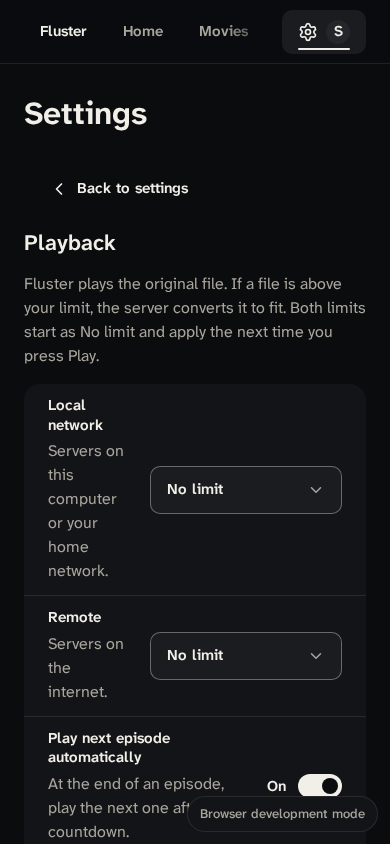 Fluster Home Movies S
Settings
Back to settings
Playback
Fluster plays the original file. If a file is above
your limit, the server converts it to fit. Both limits
start as No limit and apply the next time you
press Play.
Local
network
Servers on
this
computer
or your
home
network.
No limit
Remote
Servers on
the
internet.
No limit
Play next episode
automatically
At the end of an episode,
play the next one
countdown.
On
Browser development mode